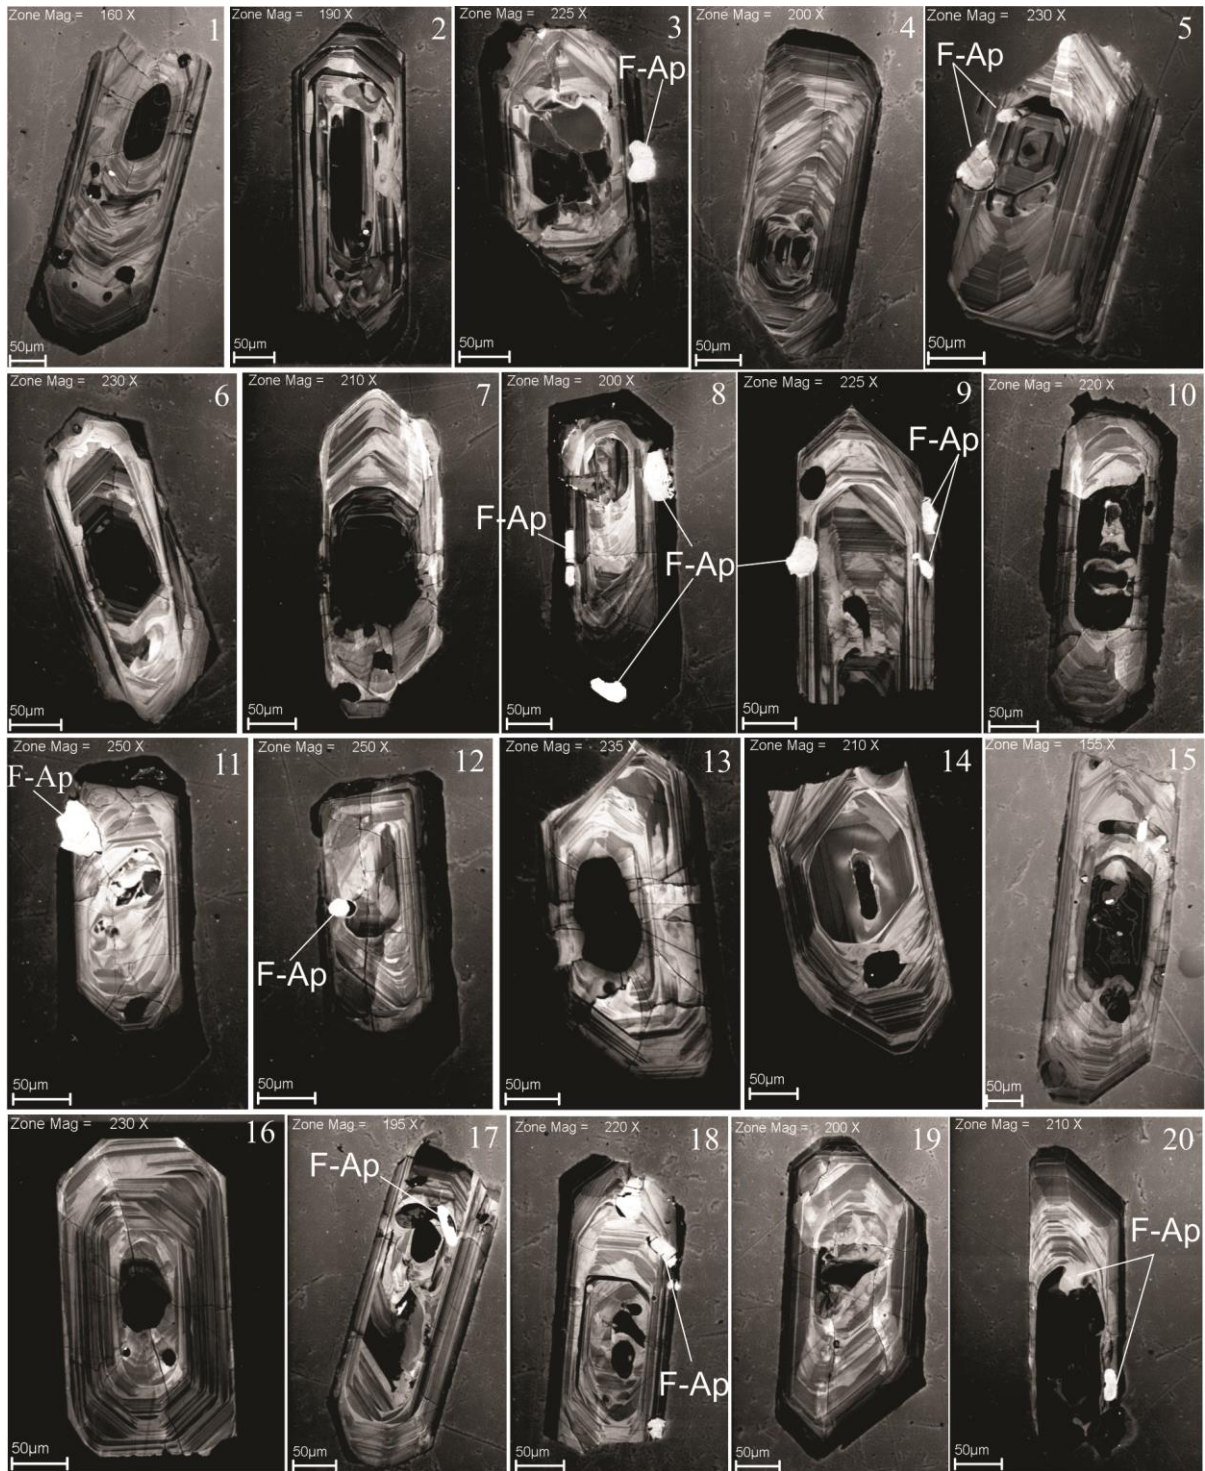 Zone Mag = 160 X 1
50µm
Zone Mag = 190 X 2
50µm
Zone Mag = 225 X 3
F-Ap
50µm
Zone Mag = 200 X 4
50µm
Zone Mag = 230 X 5
F-Ap
50µm
Zone Mag = 230 X 6
50µm
Zone Mag = 210 X 7
50µm
Zone Mag = 200 X 8
F-Ap
F-Ap
50µm
Zone Mag = 225 X 9
F-Ap
50µm
Zone Mag = 220 X 10
50µm
Zone Mag = 250 X 11
F-Ap
50µm
Zone Mag = 250 X 12
F-Ap
50µm
Zone Mag = 235 X 13
50µm
Zone Mag = 210 X 14
50µm
Zone Mag = 155 X 15
50µm
Zone Mag = 230 X 16
50µm
Zone Mag = 195 X 17
F-Ap
50µm
Zone Mag = 220 X 18
F-Ap
50µm
Zone Mag = 200 X 19
50µm
Zone Mag = 210 X 20
F-Ap
50µm